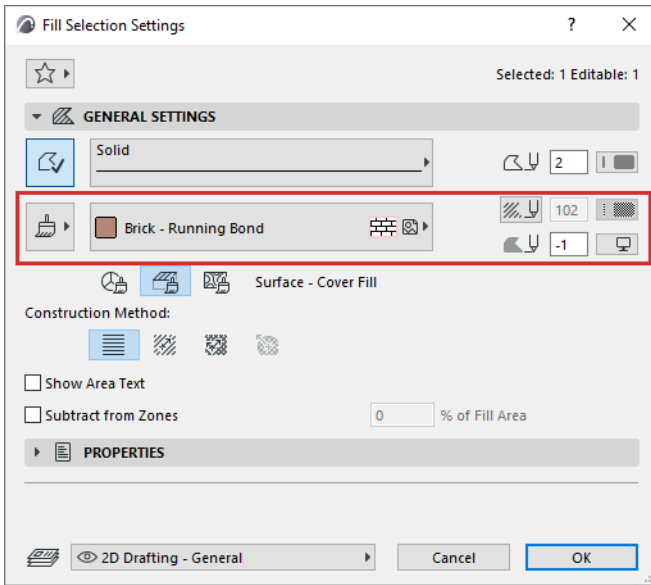 Fill Selection Settings
?
Selected: 1 Editable: 1
GENERAL SETTINGS
Solid
2
Brick - Running Bond
102
-1
Surface - Cover Fill
Construction Method:
Show Area Text
Subtract from Zones
0
% of Fill Area
PROPERTIES
2D Drafting - General
Cancel
OK